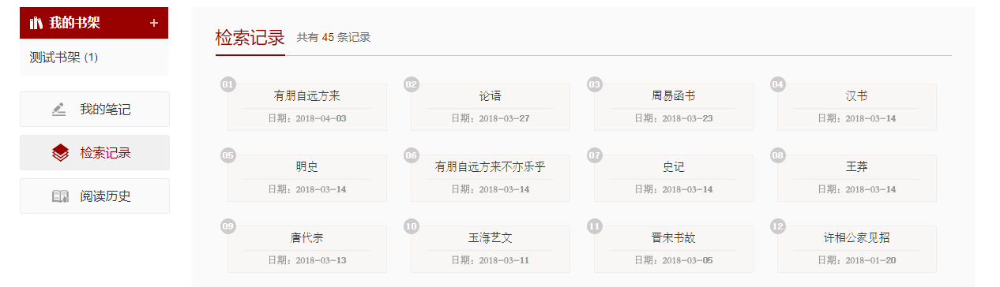 我的书架 +
测试书架 (1)
我的笔记
检索记录
阅读历史
检索记录 共有 45 条记录
01
有朋自远方来
日期：2018-04-03
02
论语
日期：2018-03-27
03
周易函书
日期：2018-03-23
04
汉书
日期：2018-03-14
05
明史
日期：2018-03-14
06
有朋自远方来不亦乐乎
日期：2018-03-14
07
史记
日期：2018-03-14
08
王莽
日期：2018-03-14
09
唐代宗
日期：2018-03-13
10
玉海艺文
日期：2018-03-11
11
晋宋书故
日期：2018-03-05
12
许相公家见招
日期：2018-01-20